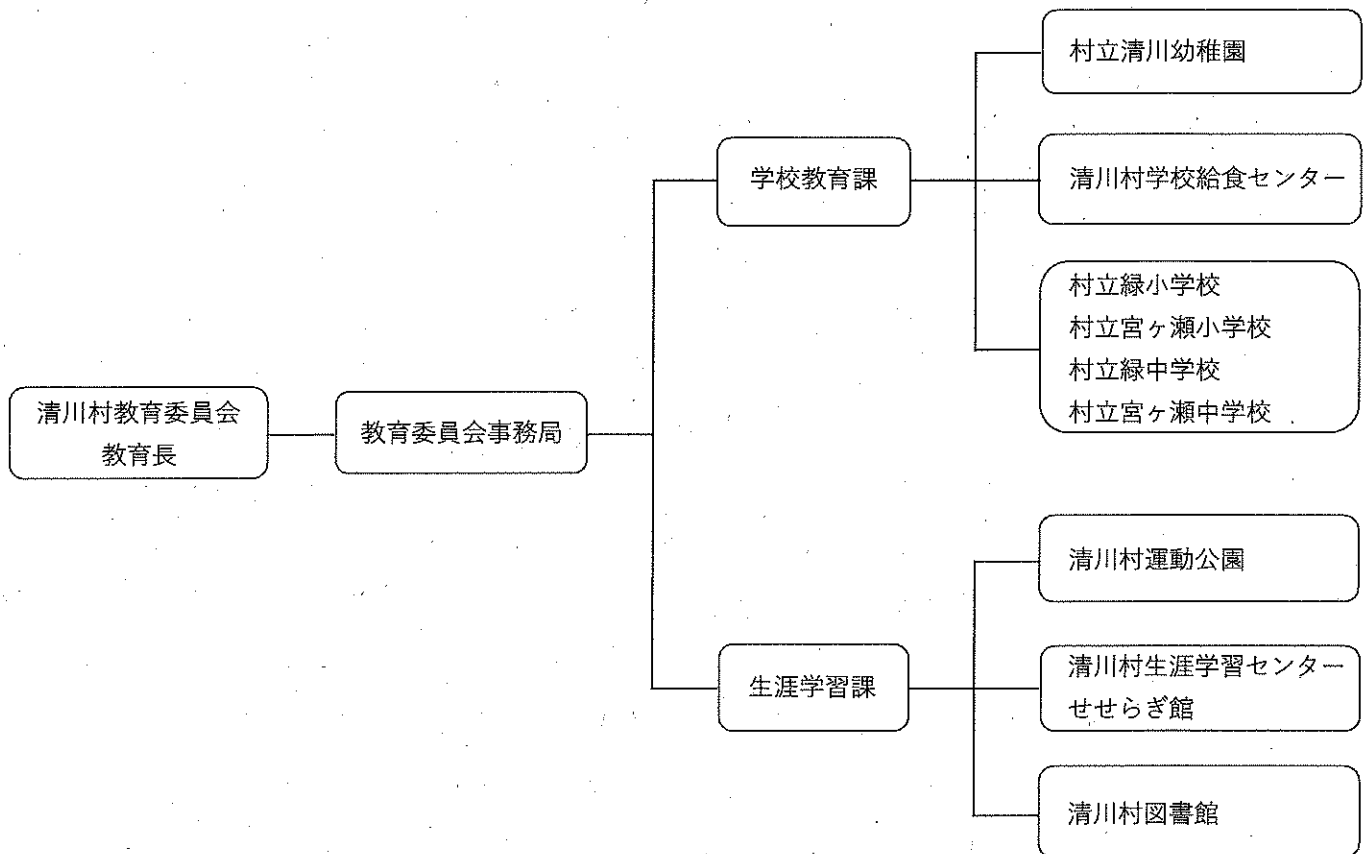 清川村教育委員会
教育長
教育委員会事務局
学校教育課
村立清川幼稚園
清川村学校給食センター
村立緑小学校
村立宮ヶ瀬小学校
村立緑中学校
村立宮ヶ瀬中学校
生涯学習課
清川村運動公園
清川村生涯学習センター
せせらぎ館
清川村図書館